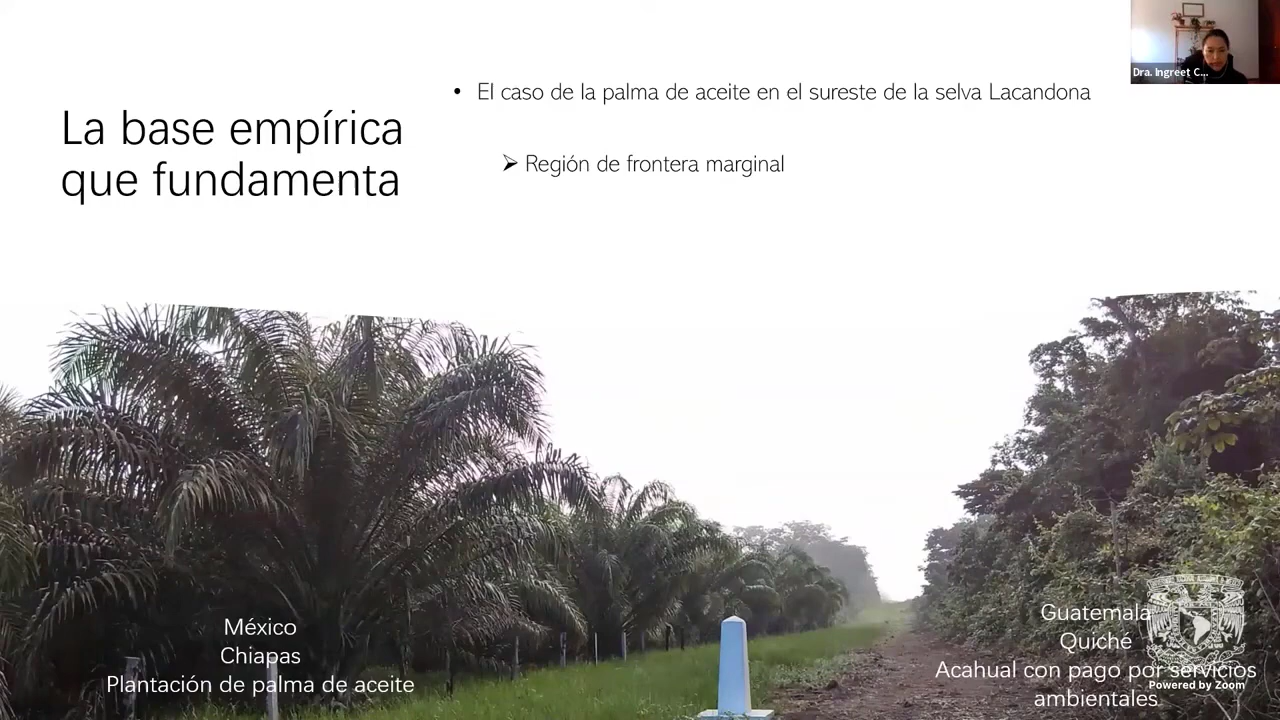 La base empírica
que fundamenta
• El caso de la palma de aceite en el sureste de la selva Lacandona
➤ Región de frontera marginal
Dra. Ingreet C...
México
Chiapas
Plantación de palma de aceite
Guatemala
Quiché
Acahual con pago por servicios
ambientales
Powered by Zoom